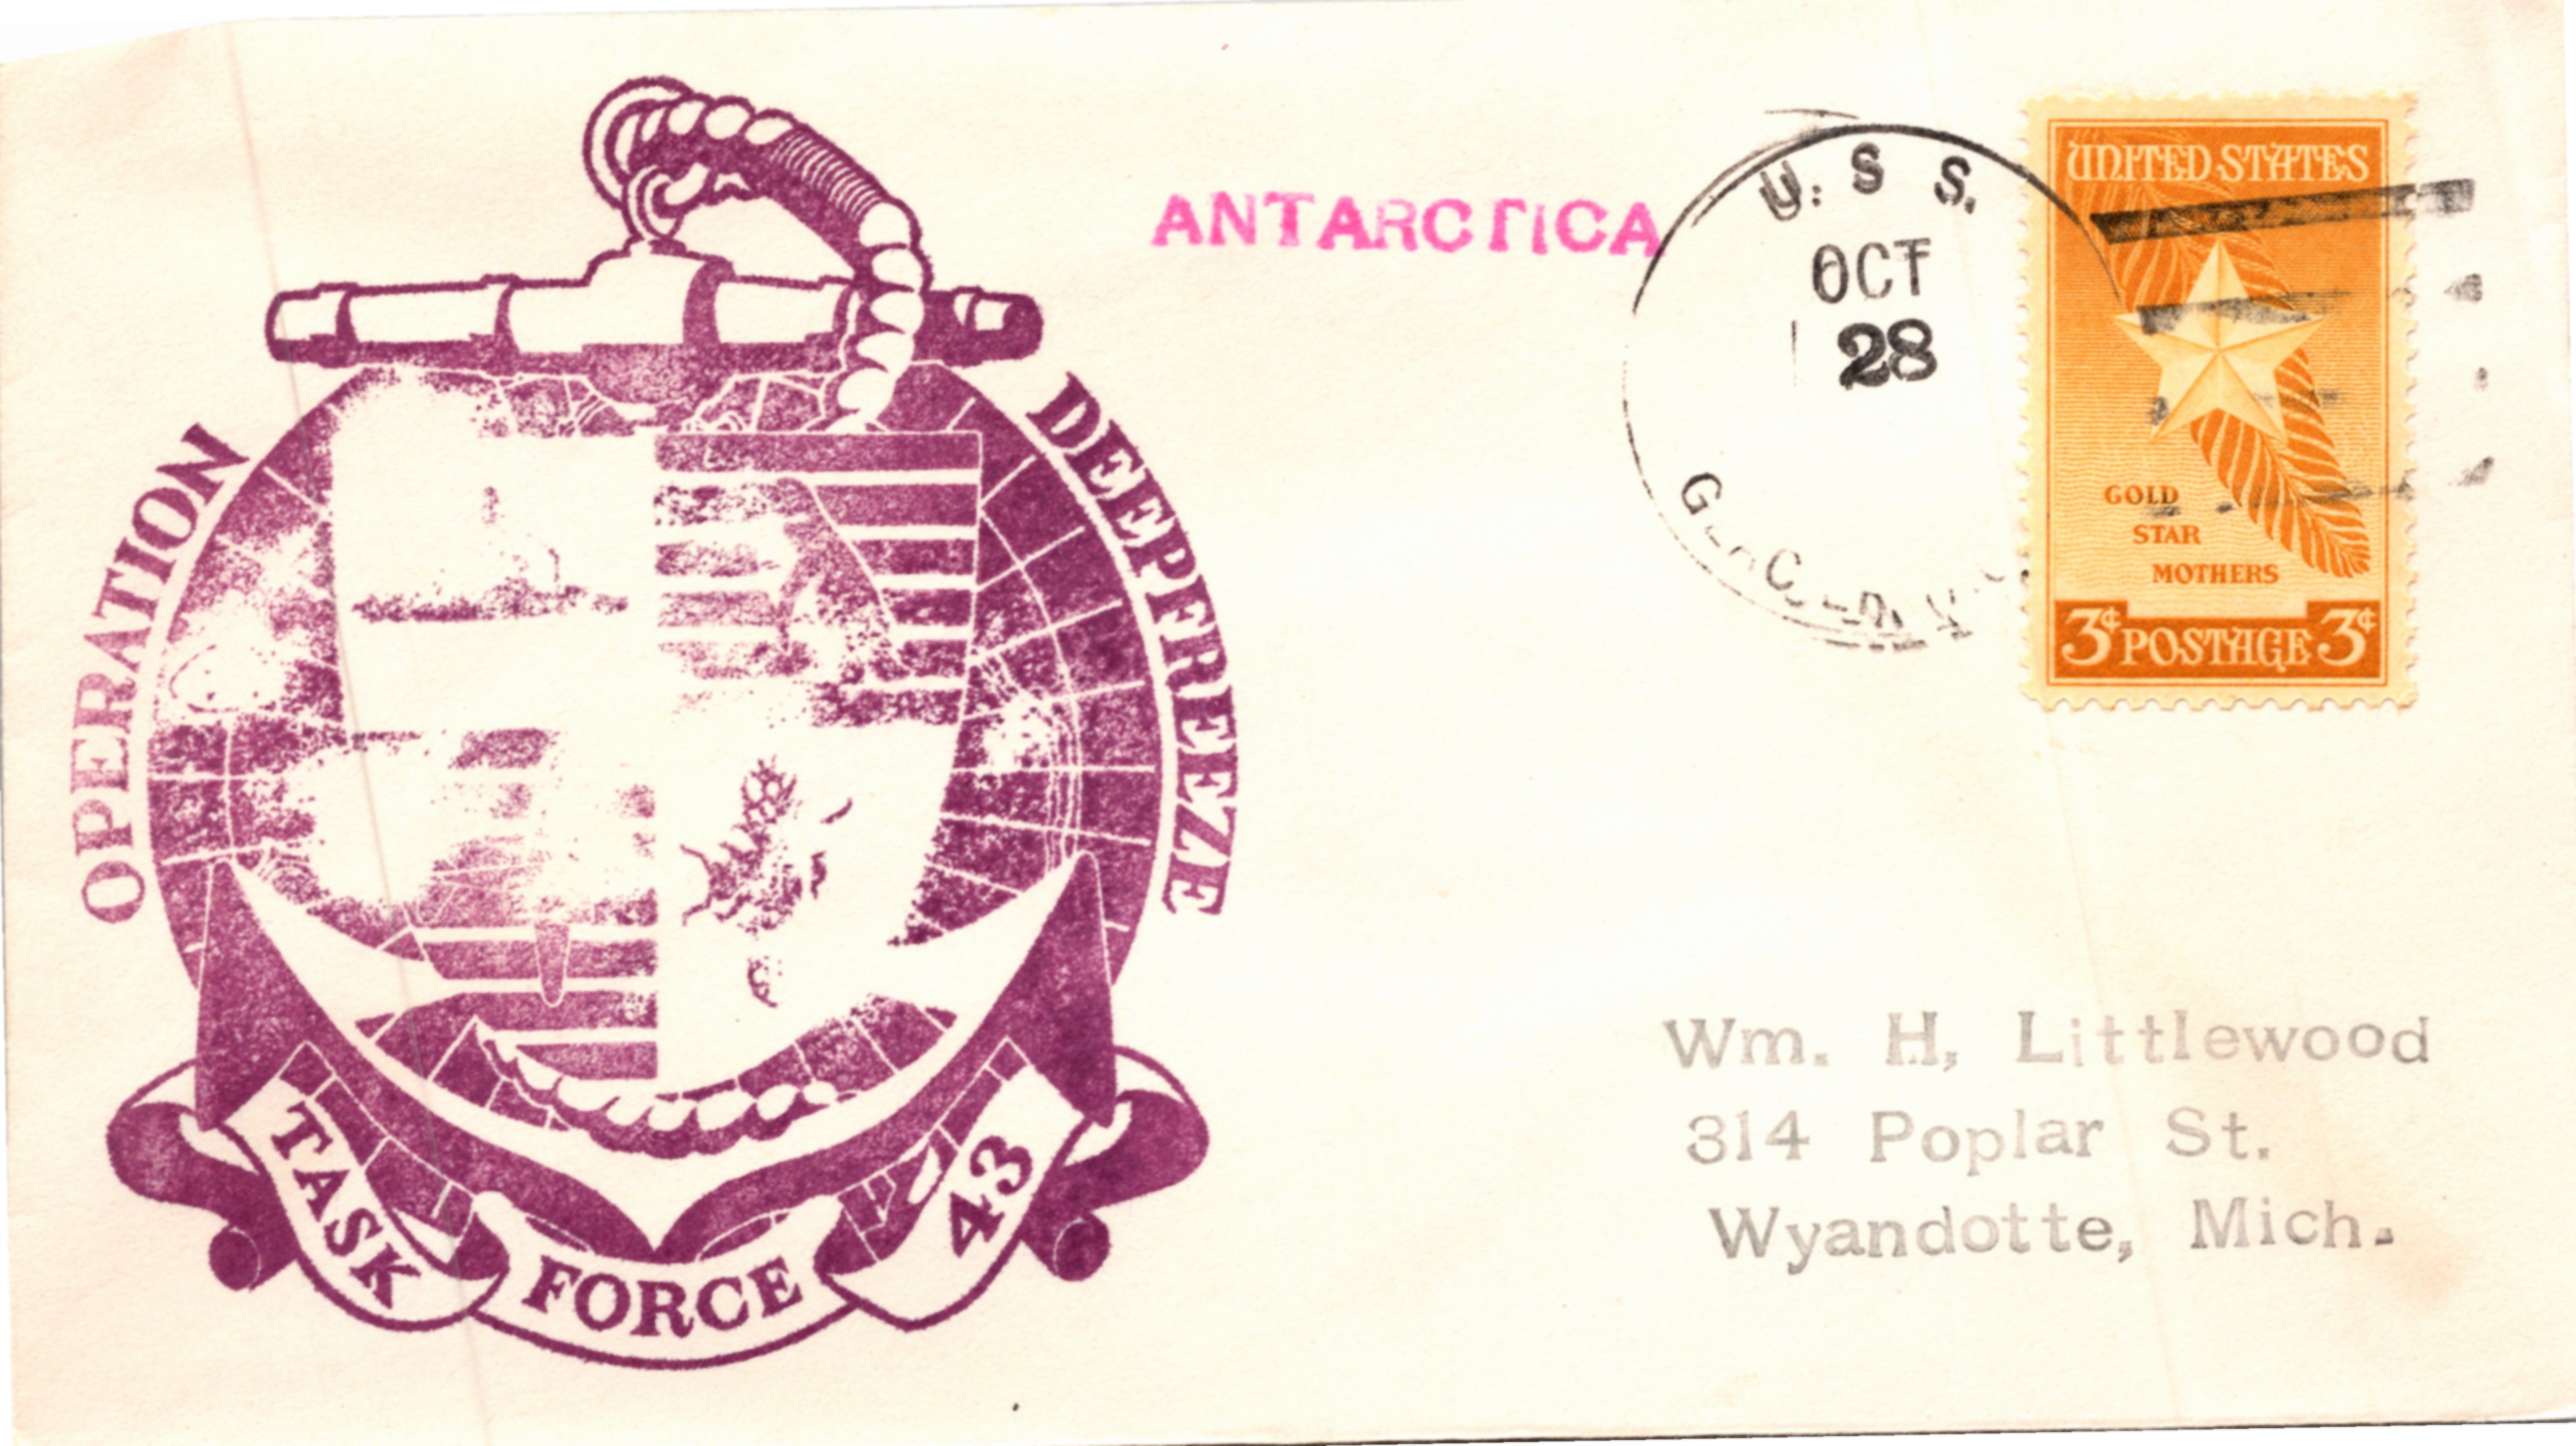 OPERATION DEEPFREEZE
TASK FORCE 43
ANTARCTICA
U. S S.
OCT
28
UNITED STATES
GOLD
STAR
MOTHERS
3¢ POSTAGE 3¢
Wm. H, Littlewood
314 Poplar St.
Wyandotte, Mich.